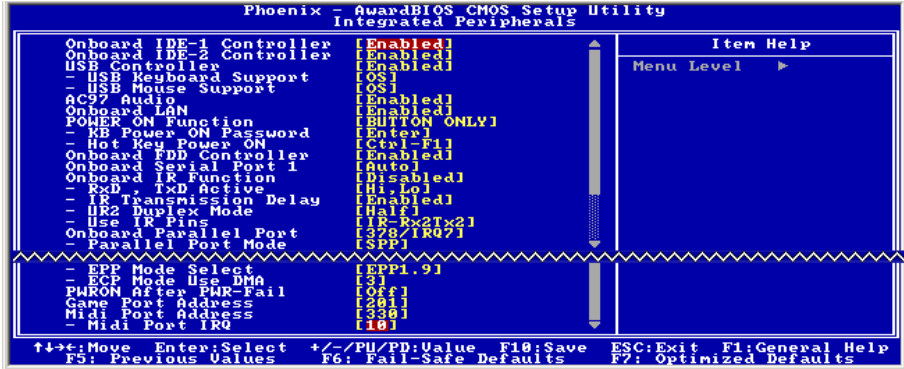 Phoenix - AwardBIOS CMOS Setup Utility
Integrated Peripherals
Onboard IDE-1 Controller [Enabled]
Onboard IDE-2 Controller [Enabled]
USB Controller [Enabled]
- USB Keyboard Support [OS]
- USB Mouse Support [OS]
AC97 Audio [Enabled]
Onboard LAN [Enabled]
POWER ON Function [BUTTON ONLY]
- KB Power ON Password [Enter]
- Hot Key Power ON [Ctrl-F1]
Onboard FDD Controller [Enabled]
Onboard Serial Port 1 [Auto]
Onboard IR Function [Disabled]
- RxD , TxD Active [Hi,Lo]
- IR Transmission Delay [Enabled]
- UR2 Duplex Mode [Half]
- Use IR Pins [IR-Rx2Tx2]
Onboard Parallel Port [378/IRQ7]
- Parallel Port Mode [SPP]
- EPP Mode Select [EPP1.9]
- ECP Mode Use DMA [3]
PWRON After PWR-Fail [Off]
Game Port Address [201]
Midi Port Address [330]
- Midi Port IRQ [10]
Item Help
Menu Level ►
↑↓→←:Move Enter:Select +/-/PU/PD:Value F10:Save ESC:Exit F1:General Help
F5: Previous Values F6: Fail-Safe Defaults F7: Optimized Defaults